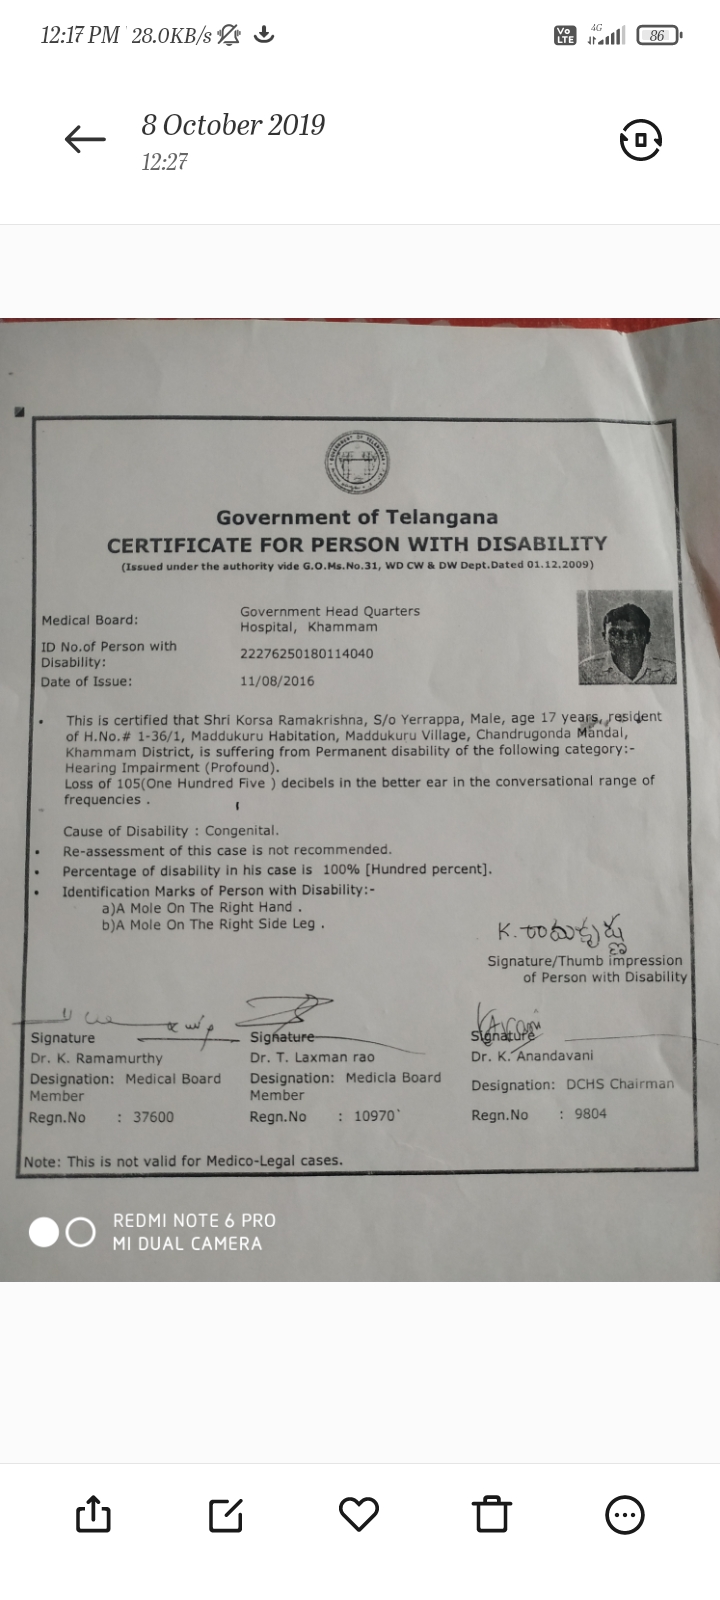 12:17 PM 28.0KB/s Vo LTE 4G 86
8 October 2019
12:27
GOVERNMENT OF TELANGANA
Government of Telangana
CERTIFICATE FOR PERSON WITH DISABILITY
(Issued under the authority vide G.O.Ms.No.31, WD CW & DW Dept.Dated 01.12.2009)
Medical Board: Government Head Quarters
Hospital, Khammam
ID No.of Person with
Disability: 22276250180114040
Date of Issue: 11/08/2016
• This is certified that Shri Korsa Ramakrishna, S/o Yerrappa, Male, age 17 years, resident
of H.No.# 1-36/1, Maddukuru Habitation, Maddukuru Village, Chandrugonda Mandal,
Khammam District, is suffering from Permanent disability of the following category:-
Hearing Impairment (Profound).
Loss of 105(One Hundred Five ) decibels in the better ear in the conversational range of
frequencies .
Cause of Disability : Congenital.
• Re-assessment of this case is not recommended.
• Percentage of disability in his case is 100% [Hundred percent].
• Identification Marks of Person with Disability:-
a)A Mole On The Right Hand .
b)A Mole On The Right Side Leg .
K. రామకృష్ణ
Signature/Thumb impression
of Person with Disability
Signature Signature Signature
Dr. K. Ramamurthy Dr. T. Laxman rao Dr. K. Anandavani
Designation: Medical Board Member Designation: Medicla Board Member Designation: DCHS Chairman
Regn.No : 37600 Regn.No : 10970 Regn.No : 9804
Note: This is not valid for Medico-Legal cases.
REDMI NOTE 6 PRO
MI DUAL CAMERA